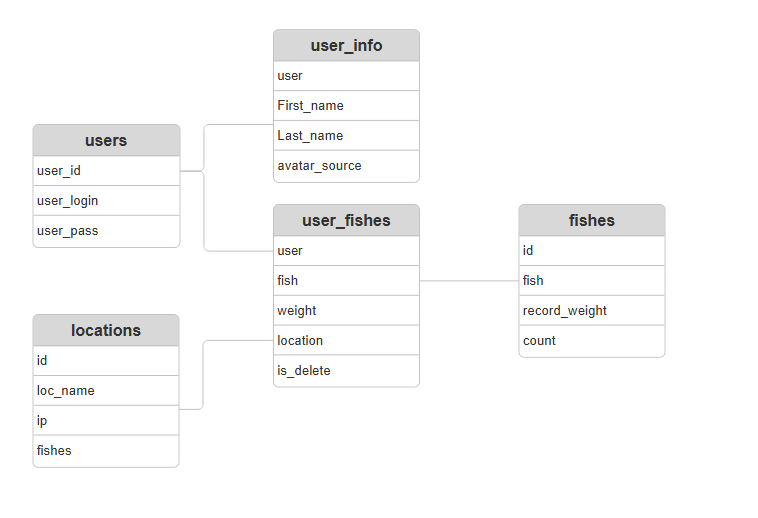 user_info
user
First_name
Last_name
avatar_source
users
user_id
user_login
user_pass
user_fishes
user
fish
weight
location
is_delete
fishes
id
fish
record_weight
count
locations
id
loc_name
ip
fishes